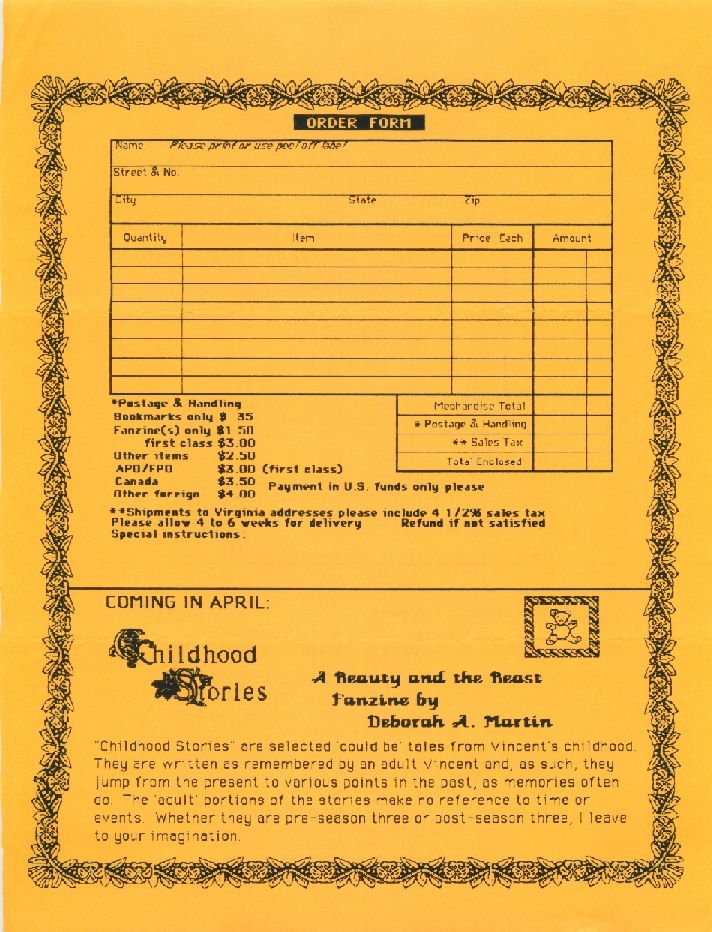 ORDER FORM
Name Please print or use peel off label
Street & No.
City State Zip
Quantity Item Price Each Amount
*Postage & Handling
Bookmarks only $ .35
Fanzine(s) only $1.50
first class $3.00
Other items $2.50
APO/FPO $3.00 (first class)
Canada $3.50
Other foreign $4.00
Payment in U.S. funds only please
Mechandise Total
* Postage & Handling
** Sales Tax
Total Enclosed
**Shipments to Virginia addresses please include 4 1/2% sales tax
Please allow 4 to 6 weeks for delivery Refund if not satisfied
Special instructions:
COMING IN APRIL:
Childhood
Stories
A Beauty and the Beast
Fanzine by
Deborah A. Martin
"Childhood Stories" are selected 'could be' tales from Vincent's childhood.
They are written as remembered by an adult Vincent and, as such, they
jump from the present to various points in the past, as memories often
do. The 'adult' portions of the stories make no reference to time or
events. Whether they are pre-season three or post-season three, I leave
to your imagination.